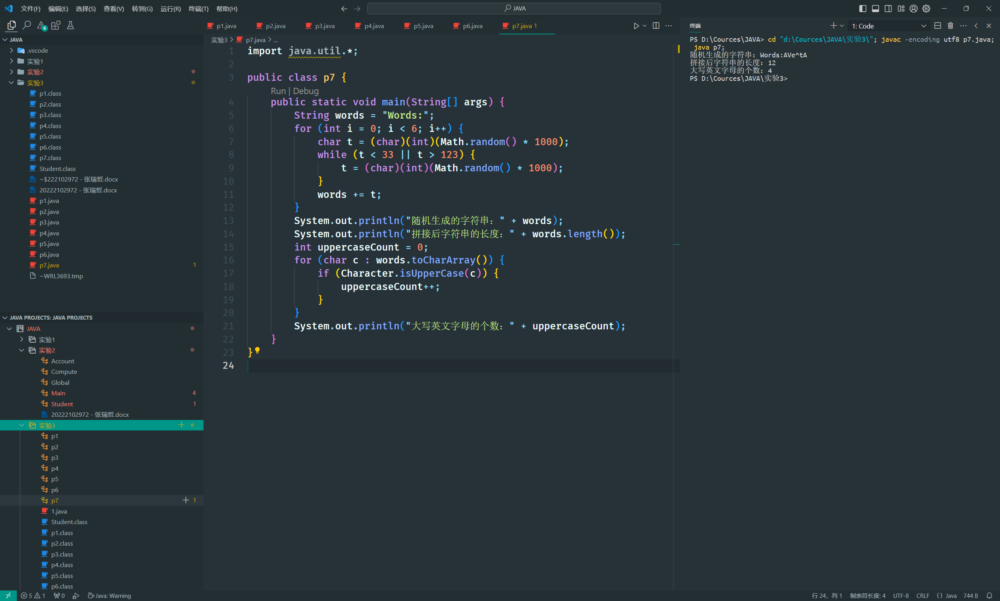 文件(F) 编辑(E) 选择(S) 查看(V) 转到(G) 运行(R) 终端(T) 帮助(H)
JAVA
6
p1.java p2.java p3.java p4.java p5.java p6.java p7.java 1
终端
1: Code
JAVA
.vscode
实验1
实验2
实验3
p1.class
p2.class
p3.class
p4.class
p5.class
p6.class
p7.class
Student.class
~$222102972 - 张瑞哲.docx
20222102972 - 张瑞哲.docx
p1.java
p2.java
p3.java
p4.java
p5.java
p6.java
p7.java 1
~WRL3693.tmp
JAVA PROJECTS: JAVA PROJECTS
JAVA
实验1
实验2
Account
Compute
Global
Main 4
Student 1
20222102972 - 张瑞哲.docx
实验3
p1
p2
p3
p4
p5
p6
p7 1
1.java
Student.class
p1.class
p2.class
p3.class
p4.class
p5.class
p6.class
实验3 > p7.java > ...
1 import java.util.*;
2
3 public class p7 {
Run | Debug
4 public static void main(String[] args) {
5 String words = "Words:";
6 for (int i = 0; i < 6; i++) {
7 char t = (char)(int)(Math.random() * 1000);
8 while (t < 33 || t > 123) {
9 t = (char)(int)(Math.random() * 1000);
10 }
11 words += t;
12 }
13 System.out.println("随机生成的字符串：" + words);
14 System.out.println("拼接后字符串的长度：" + words.length());
15 int uppercaseCount = 0;
16 for (char c : words.toCharArray()) {
17 if (Character.isUpperCase(c)) {
18 uppercaseCount++;
19 }
20 }
21 System.out.println("大写英文字母的个数：" + uppercaseCount);
22 }
23 }
24
PS D:\Cources\JAVA> cd "d:\Cources\JAVA\实验3\"; javac -encoding utf8 p7.java;
java p7;
随机生成的字符串：Words:AVe^tA
拼接后字符串的长度：12
大写英文字母的个数：4
PS D:\Cources\JAVA\实验3>
5 1 0 Java: Warning
行 24，列 1 制表符长度: 4 UTF-8 CRLF {} Java 744 B